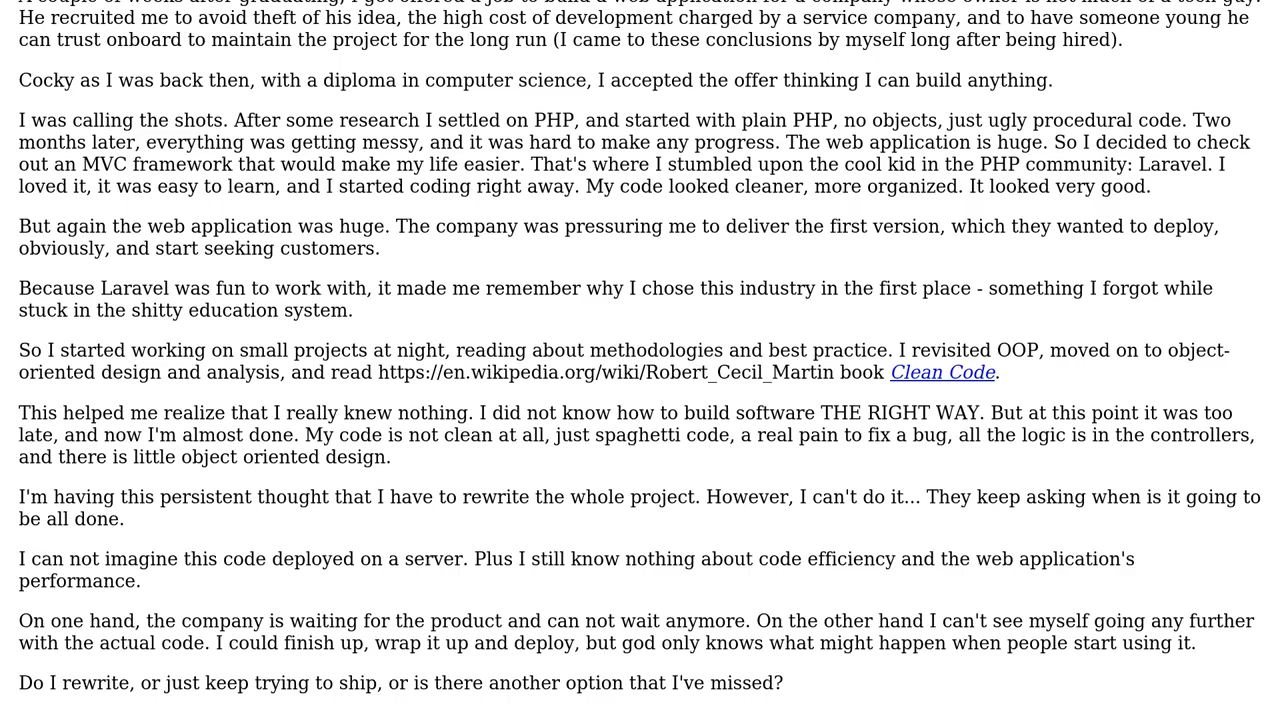 He recruited me to avoid theft of his idea, the high cost of development charged by a service company, and to have someone young he
can trust onboard to maintain the project for the long run (I came to these conclusions by myself long after being hired).
Cocky as I was back then, with a diploma in computer science, I accepted the offer thinking I can build anything.
I was calling the shots. After some research I settled on PHP, and started with plain PHP, no objects, just ugly procedural code. Two
months later, everything was getting messy, and it was hard to make any progress. The web application is huge. So I decided to check
out an MVC framework that would make my life easier. That's where I stumbled upon the cool kid in the PHP community: Laravel. I
loved it, it was easy to learn, and I started coding right away. My code looked cleaner, more organized. It looked very good.
But again the web application was huge. The company was pressuring me to deliver the first version, which they wanted to deploy,
obviously, and start seeking customers.
Because Laravel was fun to work with, it made me remember why I chose this industry in the first place - something I forgot while
stuck in the shitty education system.
So I started working on small projects at night, reading about methodologies and best practice. I revisited OOP, moved on to object-
oriented design and analysis, and read https://en.wikipedia.org/wiki/Robert_Cecil_Martin book Clean Code.
This helped me realize that I really knew nothing. I did not know how to build software THE RIGHT WAY. But at this point it was too
late, and now I'm almost done. My code is not clean at all, just spaghetti code, a real pain to fix a bug, all the logic is in the controllers,
and there is little object oriented design.
I'm having this persistent thought that I have to rewrite the whole project. However, I can't do it... They keep asking when is it going to
be all done.
I can not imagine this code deployed on a server. Plus I still know nothing about code efficiency and the web application's
performance.
On one hand, the company is waiting for the product and can not wait anymore. On the other hand I can't see myself going any further
with the actual code. I could finish up, wrap it up and deploy, but god only knows what might happen when people start using it.
Do I rewrite, or just keep trying to ship, or is there another option that I've missed?